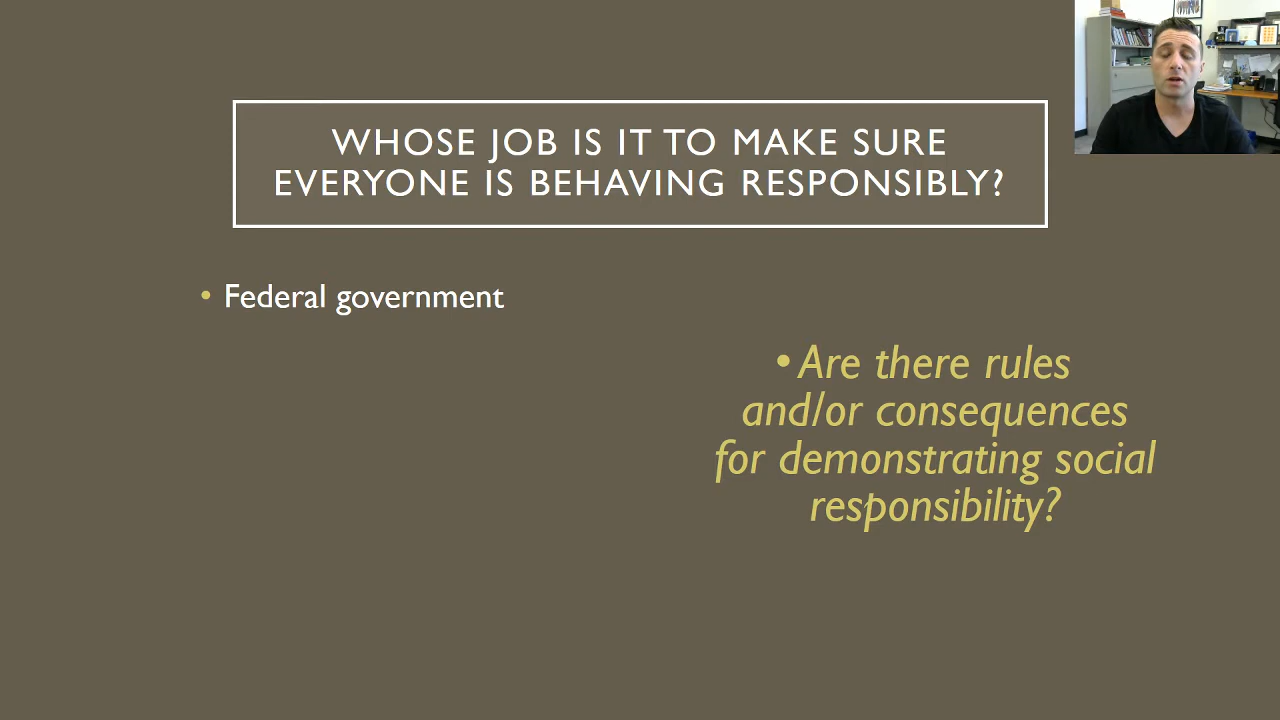 WHOSE JOB IS IT TO MAKE SURE
EVERYONE IS BEHAVING RESPONSIBLY?
• Federal government
• Are there rules
and/or consequences
for demonstrating social
responsibility?